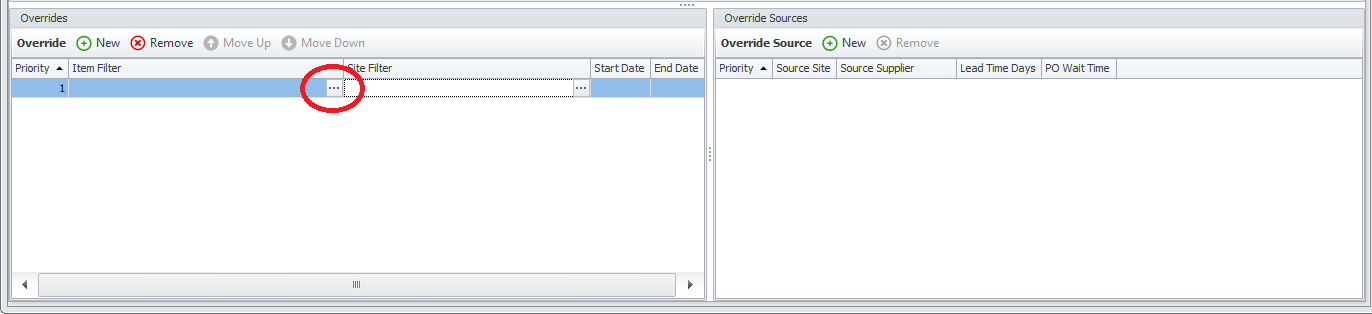 Overrides
Override New Remove Move Up Move Down
Priority Item Filter Site Filter Start Date End Date
1 ... ...
Override Sources
Override Source New Remove
Priority Source Site Source Supplier Lead Time Days PO Wait Time